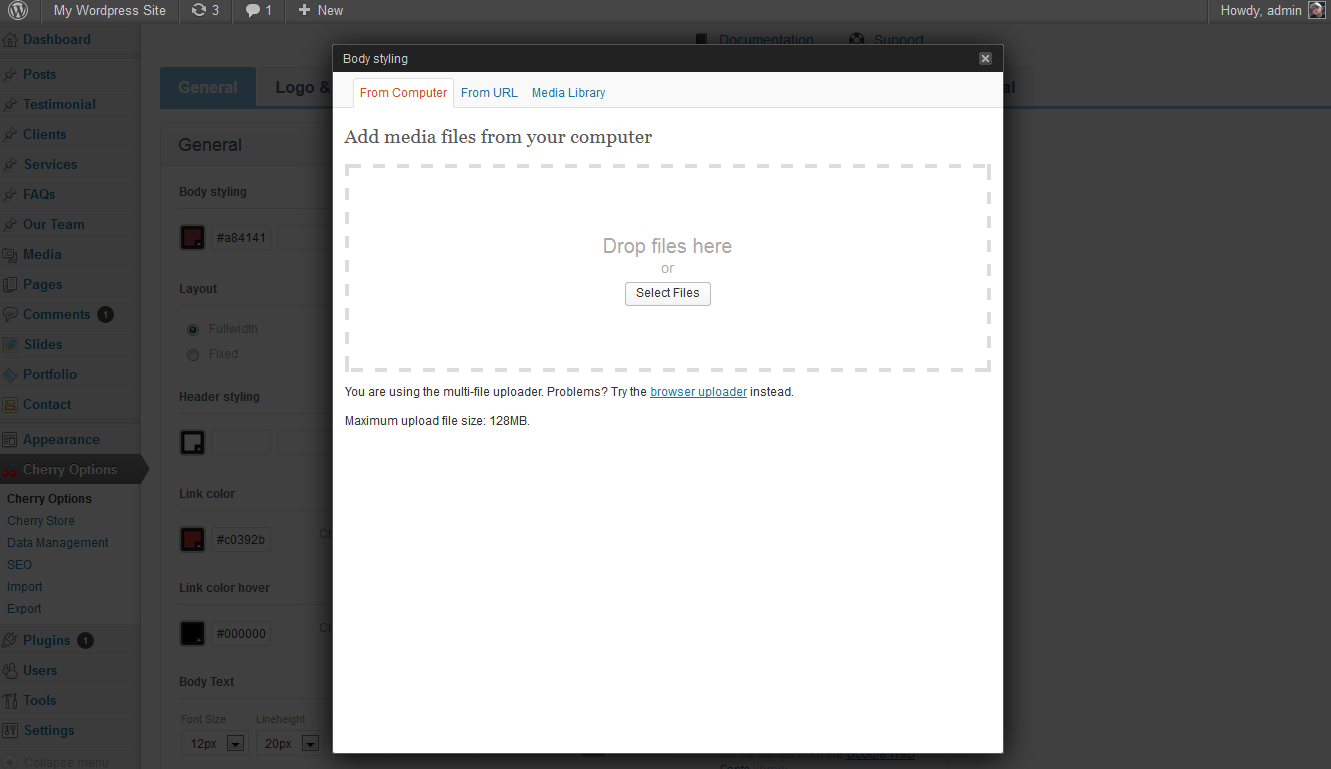 My Wordpress Site 3 1 New Howdy, admin
Dashboard
Posts
Testimonial
Clients
Services
FAQs
Our Team
Media
Pages
Comments 1
Slides
Portfolio
Contact
Appearance
Cherry Options
Cherry Options
Cherry Store
Data Management
SEO
Import
Export
Plugins 1
Users
Tools
Settings
Collapse menu
Documentation Support
General Logo & al
General
Body styling
#a84141
Layout
Fullwidth
Fixed
Header styling
Link color
#c0392b Ch
Link color hover
#000000 Ch
Body Text
Font Size Lineheight
12px 20px
Body styling
From Computer From URL Media Library
Add media files from your computer
Drop files here
or
Select Files
You are using the multi-file uploader. Problems? Try the browser uploader instead.
Maximum upload file size: 128MB.
Google Web